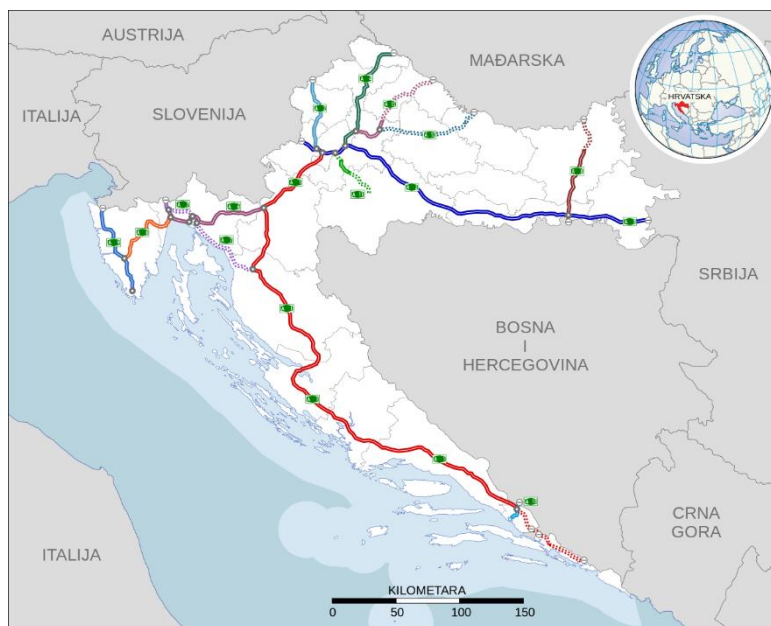 AUSTRIJA
MAĐARSKA
HRVATSKA
ITALIJA
SLOVENIJA
SRBIJA
BOSNA
I
HERCEGOVINA
CRNA
GORA
ITALIJA
KILOMETARA
0 50 100 150